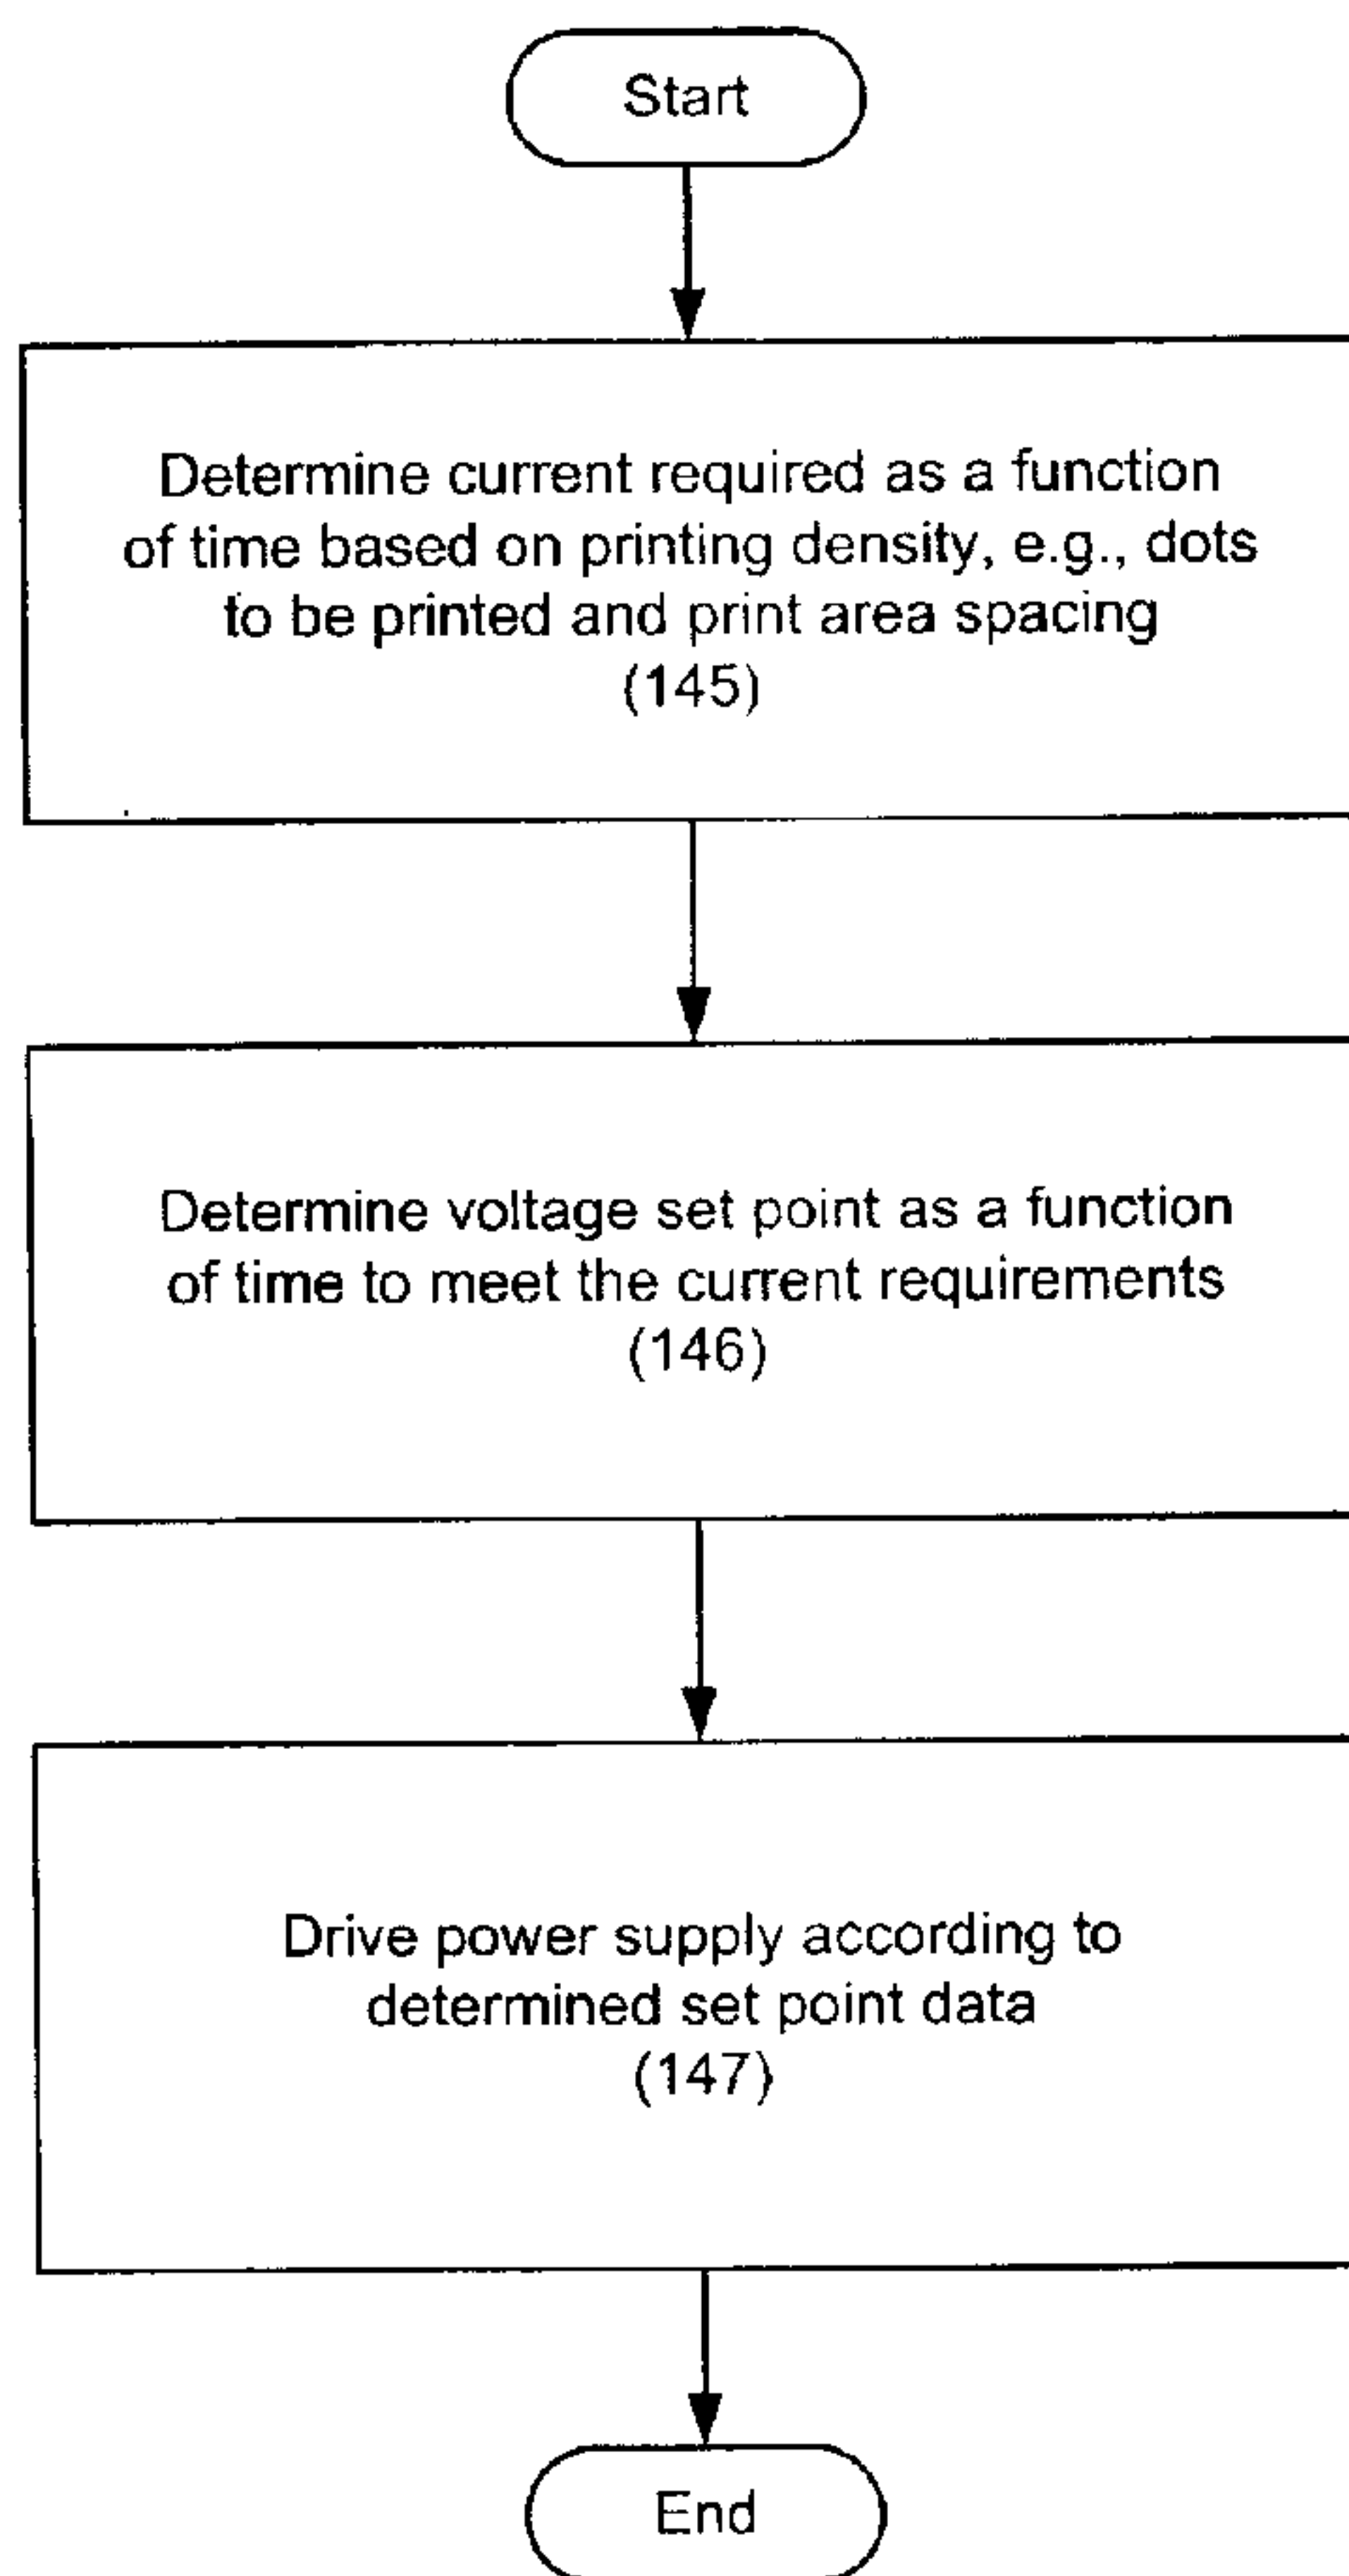 Start
Determine current required as a function
of time based on printing density, e.g., dots
to be printed and print area spacing
(145)
Determine voltage set point as a function
of time to meet the current requirements
(146)
Drive power supply according to
determined set point data
(147)
End